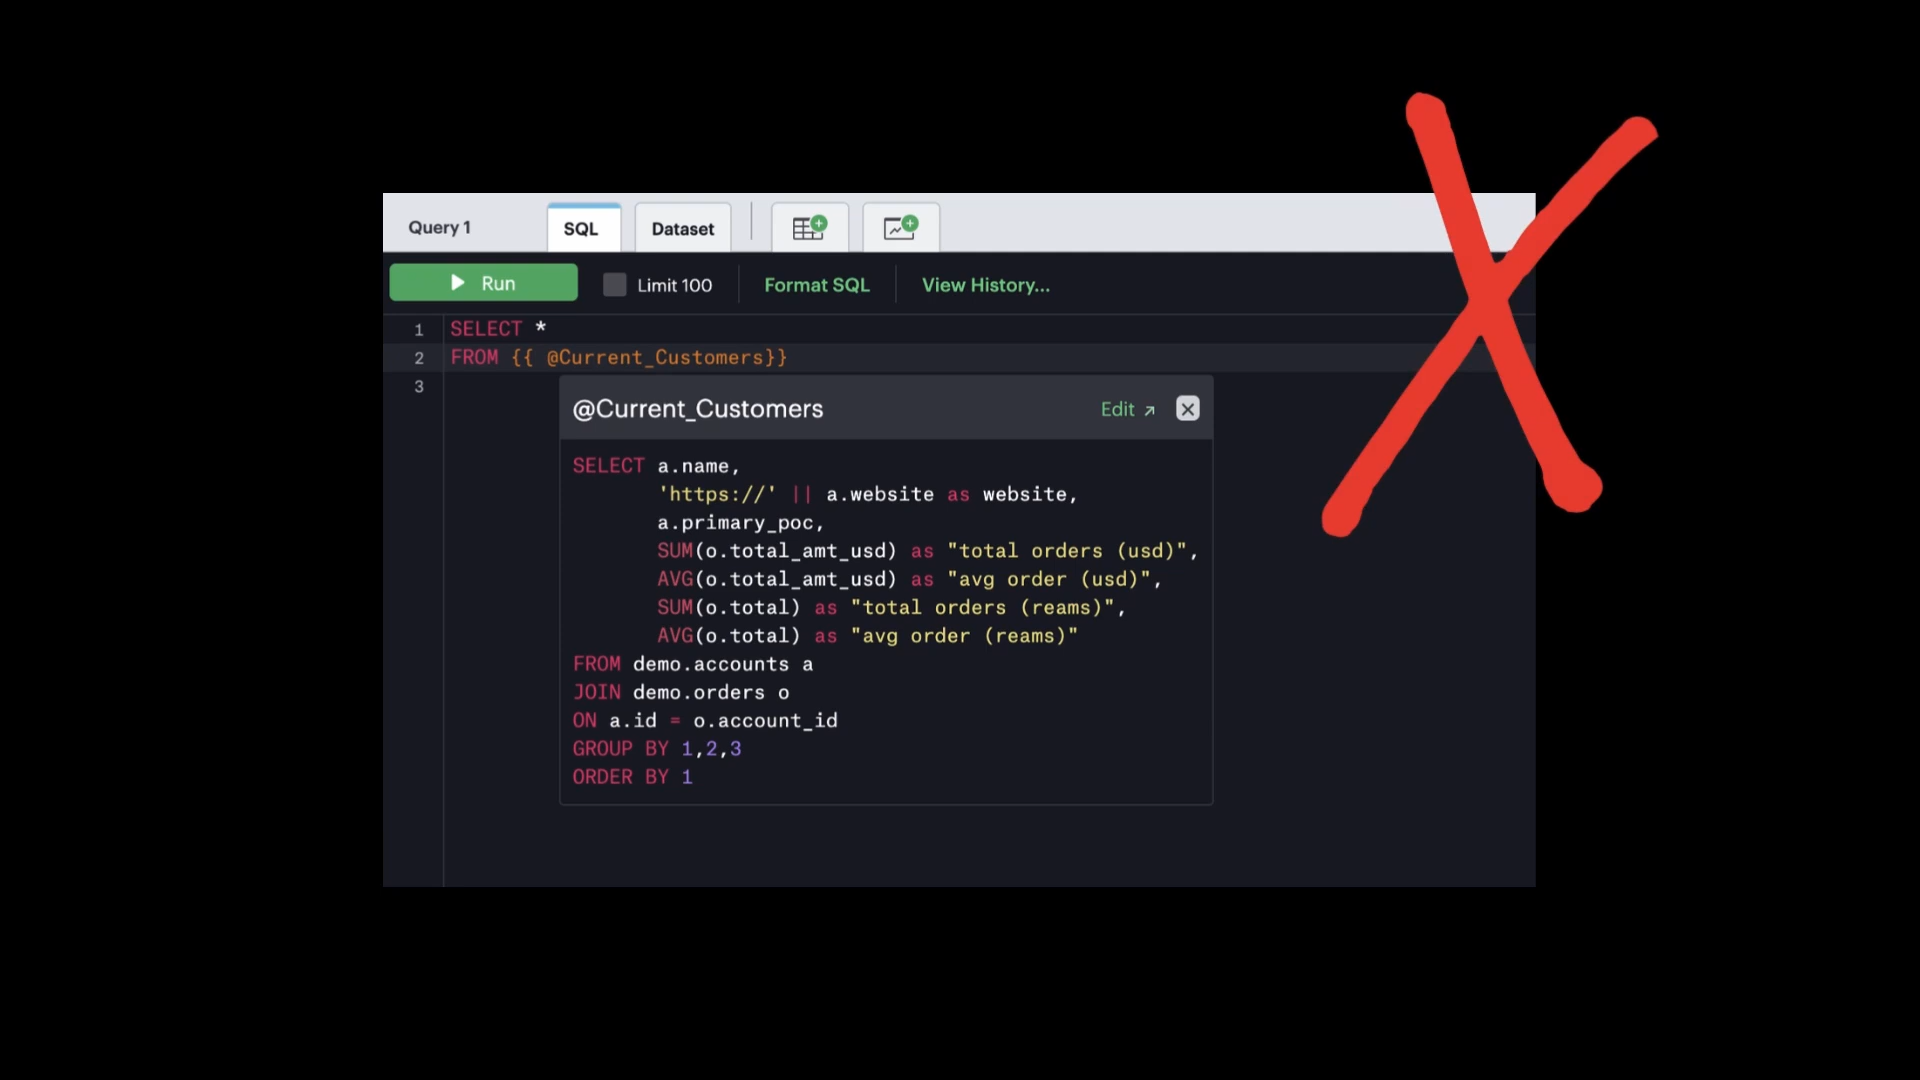 Query 1 SQL Dataset
Run Limit 100 Format SQL View History...
1 SELECT *
2 FROM {{ @Current_Customers}}
3
@Current_Customers Edit ↗
SELECT a.name,
'https://' || a.website as website,
a.primary_poc,
SUM(o.total_amt_usd) as "total orders (usd)",
AVG(o.total_amt_usd) as "avg order (usd)",
SUM(o.total) as "total orders (reams)",
AVG(o.total) as "avg order (reams)"
FROM demo.accounts a
JOIN demo.orders o
ON a.id = o.account_id
GROUP BY 1,2,3
ORDER BY 1